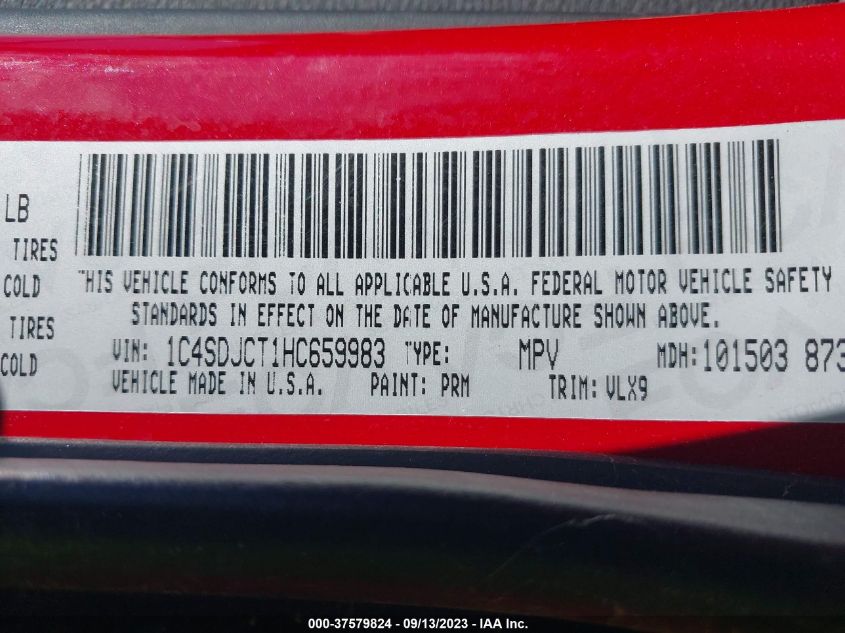 LB
TIRES
COLD
TIRES
COLD
HIS VEHICLE CONFORMS TO ALL APPLICABLE U.S.A. FEDERAL MOTOR VEHICLE SAFETY
STANDARDS IN EFFECT ON THE DATE OF MANUFACTURE SHOWN ABOVE.
VIN: 1C4SDJCT1HC659983 TYPE: MPV MDH:101503 873
VEHICLE MADE IN U.S.A. PAINT: PRM TRIM: VLX9
000-37579824 - 09/13/2023 - IAA Inc.